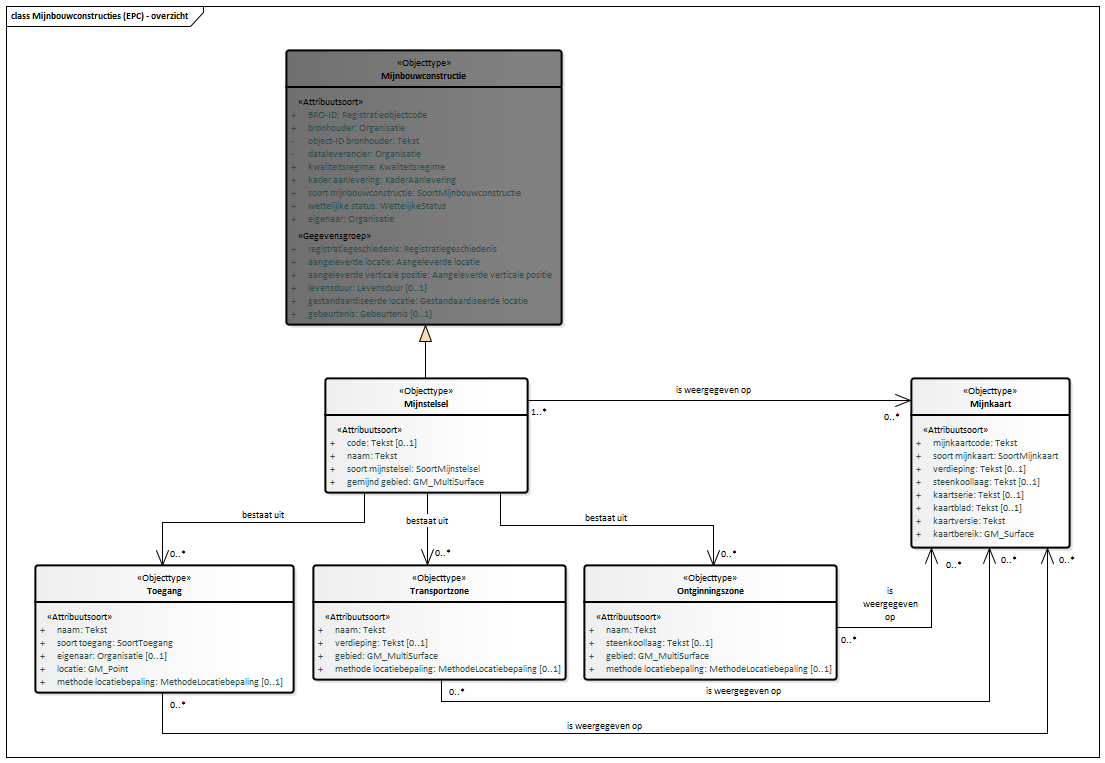 class Mijnbouwconstructies (EPC) - overzicht
«Objecttype»
Mijnbouwconstructie
«Attribuutsoort»
+ BRO-ID: Registratieobjectcode
+ bronhouder: Organisatie
- object-ID bronhouder: Tekst
- dataleverancier: Organisatie
+ kwaliteitsregime: Kwaliteitsregime
+ kader aanlevering: KaderAanlevering
+ soort mijnbouwconstructie: SoortMijnbouwconstructie
+ wettelijke status: WettelijkeStatus
+ eigenaar: Organisatie
«Gegevensgroep»
+ registratiegeschiedenis: Registratiegeschiedenis
+ aangeleverde locatie: Aangeleverde locatie
+ aangeleverde verticale positie: Aangeleverde verticale positie
+ levensduur: Levensduur [0..1]
+ gestandaardiseerde locatie: Gestandaardiseerde locatie
+ gebeurtenis: Gebeurtenis [0..1]
«Objecttype»
Mijnstelsel
«Attribuutsoort»
+ code: Tekst [0..1]
+ naam: Tekst
+ soort mijnstelsel: SoortMijnstelsel
+ gemijnd gebied: GM_MultiSurface
is weergegeven op
1..*
0..*
«Objecttype»
Mijnkaart
«Attribuutsoort»
+ mijnkaartcode: Tekst
+ soort mijnkaart: SoortMijnkaart
+ verdieping: Tekst [0..1]
+ steenkoollaag: Tekst [0..1]
+ kaartserie: Tekst [0..1]
+ kaartblad: Tekst [0..1]
+ kaartversie: Tekst
+ kaartbereik: GM_Surface
bestaat uit
bestaat uit
bestaat uit
0..*
0..*
0..*
0..*
0..*
0..*
«Objecttype»
Toegang
«Attribuutsoort»
+ naam: Tekst
+ soort toegang: SoortToegang
+ eigenaar: Organisatie [0..1]
+ locatie: GM_Point
+ methode locatiebepaling: MethodeLocatiebepaling [0..1]
«Objecttype»
Transportzone
«Attribuutsoort»
+ naam: Tekst
+ verdieping: Tekst [0..1]
+ gebied: GM_MultiSurface
+ methode locatiebepaling: MethodeLocatiebepaling [0..1]
«Objecttype»
Ontginningszone
«Attribuutsoort»
+ naam: Tekst
+ steenkoollaag: Tekst [0..1]
+ gebied: GM_MultiSurface
+ methode locatiebepaling: MethodeLocatiebepaling [0..1]
is
weergegeven
op
0..*
0..*
is weergegeven op
0..*
is weergegeven op